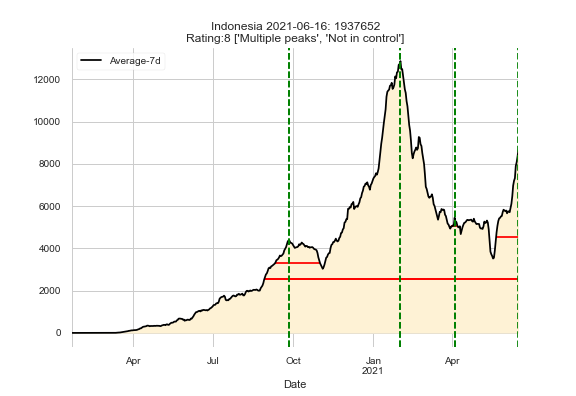 Indonesia 2021-06-16: 1937652
Rating:8 ['Multiple peaks', 'Not in control']
Average-7d
12000
10000
8000
6000
4000
2000
0
Apr Jul Oct Jan Apr
2021
Date